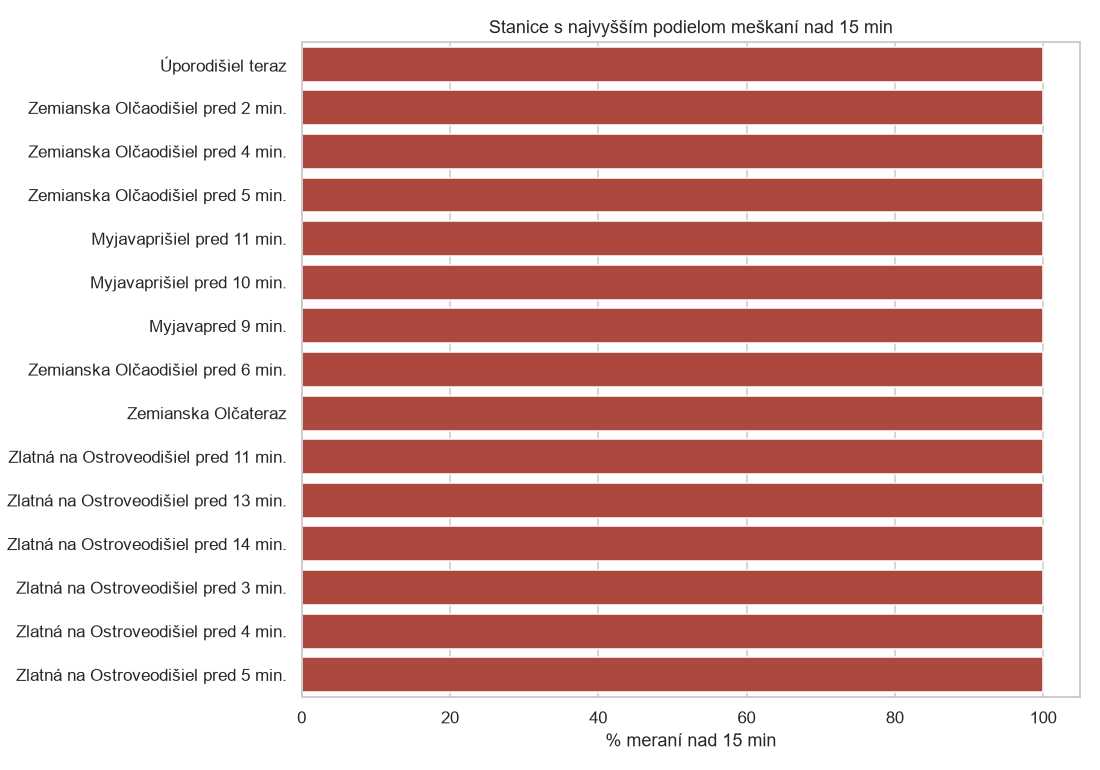 Stanice s najvyšším podielom meškaní nad 15 min
Úporodišiel teraz
Zemianska Olčaodišiel pred 2 min.
Zemianska Olčaodišiel pred 4 min.
Zemianska Olčaodišiel pred 5 min.
Myjavaprišiel pred 11 min.
Myjavaprišiel pred 10 min.
Myjavapred 9 min.
Zemianska Olčaodišiel pred 6 min.
Zemianska Olčateraz
Zlatná na Ostroveodišiel pred 11 min.
Zlatná na Ostroveodišiel pred 13 min.
Zlatná na Ostroveodišiel pred 14 min.
Zlatná na Ostroveodišiel pred 3 min.
Zlatná na Ostroveodišiel pred 4 min.
Zlatná na Ostroveodišiel pred 5 min.
0 20 40 60 80 100
% meraní nad 15 min